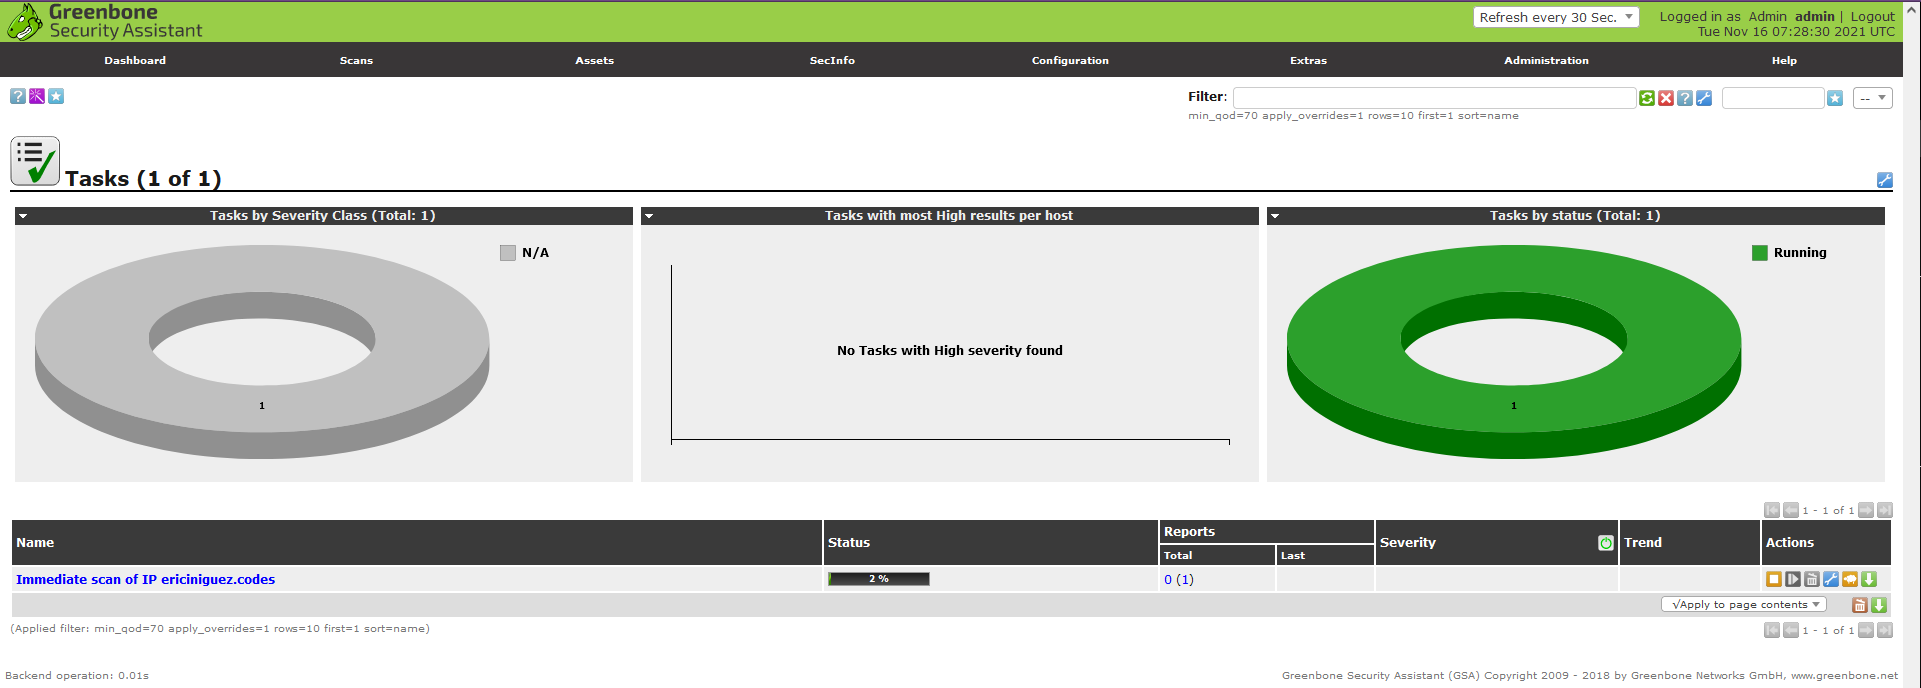 Greenbone
Security Assistant
Refresh every 30 Sec.
Logged in as Admin admin | Logout
Tue Nov 16 07:28:30 2021 UTC
Dashboard Scans Assets SecInfo Configuration Extras Administration Help
Filter:
--
min_qod=70 apply_overrides=1 rows=10 first=1 sort=name
Tasks (1 of 1)
Tasks by Severity Class (Total: 1)
N/A
1
Tasks with most High results per host
No Tasks with High severity found
Tasks by status (Total: 1)
Running
1
1 - 1 of 1
Name Status Reports Severity Trend Actions
Total Last
Immediate scan of IP ericiniguez.codes 2 % 0 (1)
√Apply to page contents
(Applied filter: min_qod=70 apply_overrides=1 rows=10 first=1 sort=name)
1 - 1 of 1
Backend operation: 0.01s
Greenbone Security Assistant (GSA) Copyright 2009 - 2018 by Greenbone Networks GmbH, www.greenbone.net